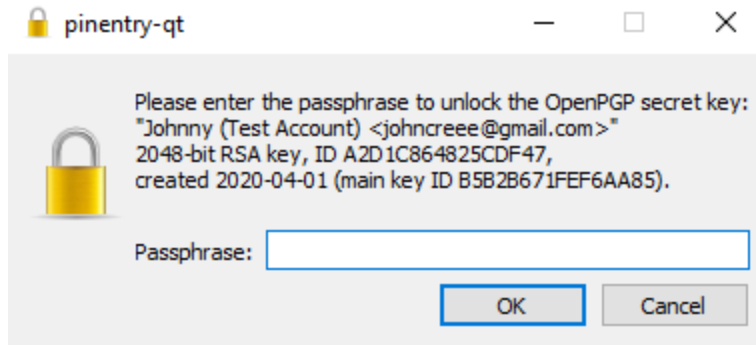 pinentry-qt
Please enter the passphrase to unlock the OpenPGP secret key:
"Johnny (Test Account) <johncreee@gmail.com>"
2048-bit RSA key, ID A2D1C864825CDF47,
created 2020-04-01 (main key ID B5B2B671FEF6AA85).
Passphrase:
OK Cancel